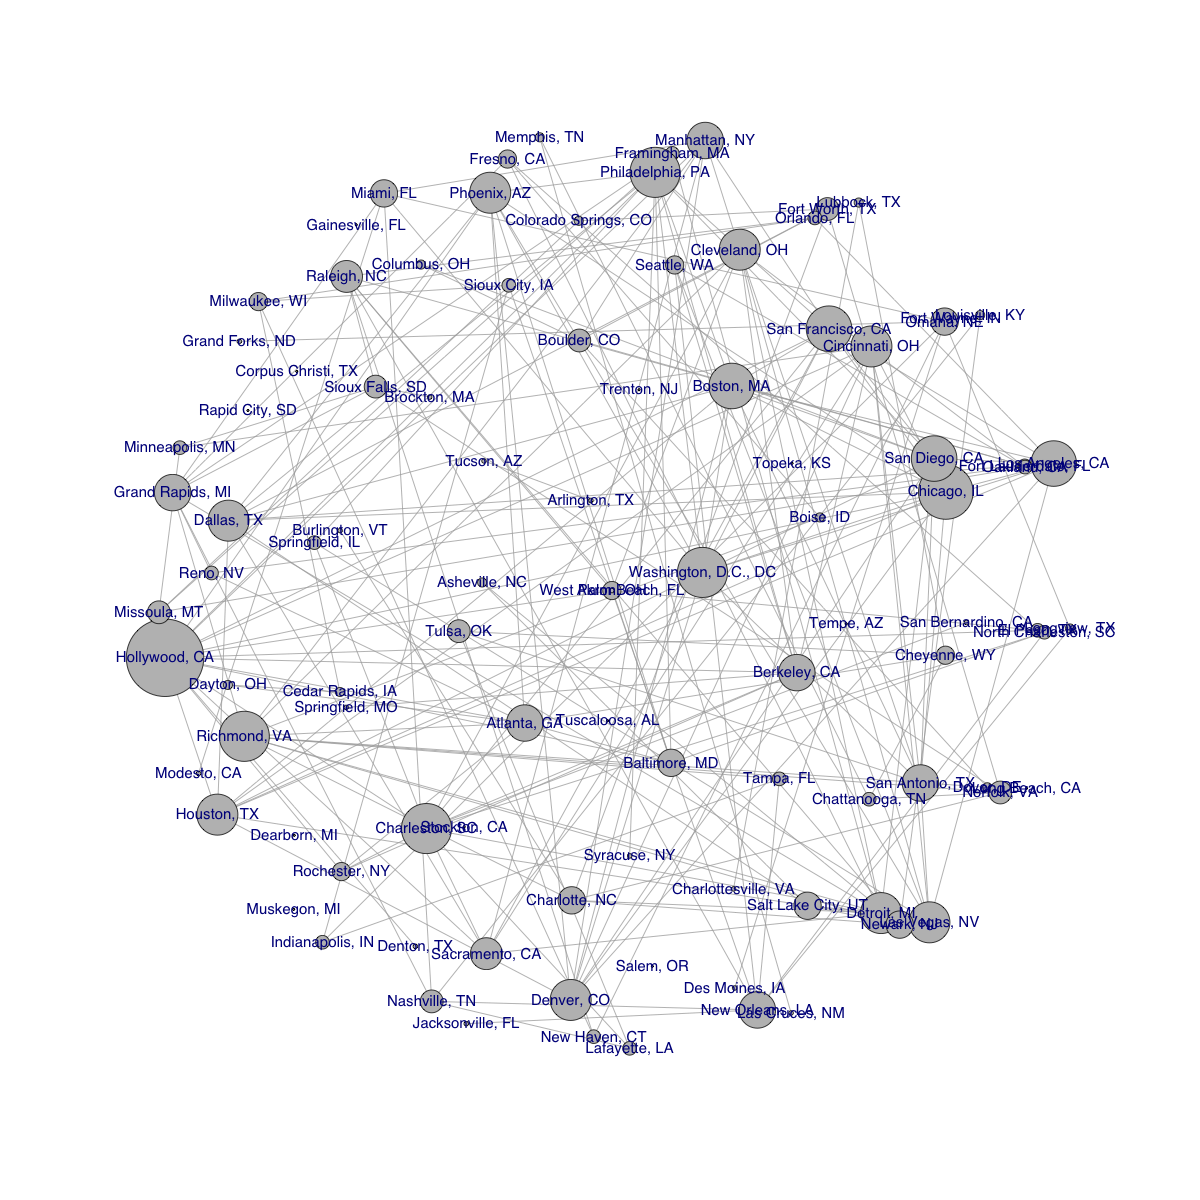 Memphis, TN
Manhattan, NY
Framingham, MA
Fresno, CA
Philadelphia, PA
Miami, FL
Phoenix, AZ
Lubbock, TX
Fort Worth, TX
Orlando, FL
Colorado Springs, CO
Gainesville, FL
Cleveland, OH
Columbus, OH
Seattle, WA
Raleigh, NC
Sioux City, IA
Milwaukee, WI
Louisville, KY
Fort Wayne, IN
Omaha, NE
San Francisco, CA
Grand Forks, ND
Boulder, CO
Cincinnati, OH
Corpus Christi, TX
Sioux Falls, SD
Boston, MA
Trenton, NJ
Brockton, MA
Rapid City, SD
Minneapolis, MN
San Diego, CA
Tucson, AZ
Topeka, KS
Los Angeles, CA
Oakland, CA
Grand Rapids, MI
Chicago, IL
Arlington, TX
Boise, ID
Dallas, TX
Burlington, VT
Springfield, IL
Reno, NV
Washington, D.C., DC
Asheville, NC
West Palm Beach, FL
Akron, OH
Missoula, MT
Tempe, AZ
San Bernardino, CA
El Paso, TX
North Charleston, SC
Tulsa, OK
Hollywood, CA
Cheyenne, WY
Berkeley, CA
Dayton, OH
Cedar Rapids, IA
Springfield, MO
Atlanta, GA
Tuscaloosa, AL
Richmond, VA
Baltimore, MD
Modesto, CA
Tampa, FL
San Antonio, TX
Dover, DE
Long Beach, CA
Norfolk, VA
Chattanooga, TN
Houston, TX
Charleston, SC
Stockton, CA
Dearborn, MI
Syracuse, NY
Rochester, NY
Charlottesville, VA
Charlotte, NC
Salt Lake City, UT
Muskegon, MI
Detroit, MI
Las Vegas, NV
Newark, NJ
Indianapolis, IN
Denton, TX
Sacramento, CA
Salem, OR
Des Moines, IA
Nashville, TN
Denver, CO
New Orleans, LA
Las Cruces, NM
Jacksonville, FL
New Haven, CT
Lafayette, LA